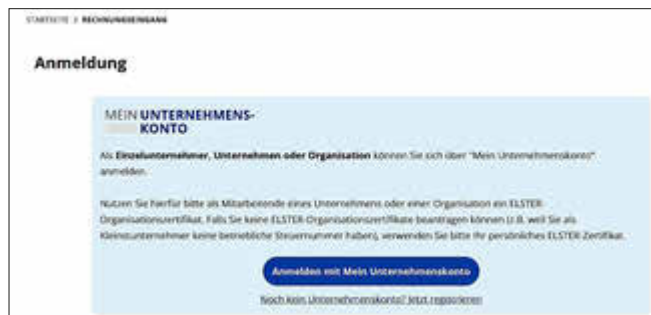 STARTSEITE > RECHNUNGSEINGANG
Anmeldung
MEIN UNTERNEHMENS-
KONTO
Als Einzelunternehmer, Unternehmen oder Organisation können Sie sich über "Mein Unternehmenskonto"
anmelden.
Nutzen Sie hierfür bitte als Mitarbeitende eines Unternehmens oder einer Organisation ein ELSTER-
Organisationszertifikat. Falls Sie keine ELSTER-Organisationszertifikate beantragen können (z.B. weil Sie als
Kleinstunternehmer keine betriebliche Steuernummer haben), verwenden Sie bitte Ihr persönliches ELSTER-Zertifikat.
Anmelden mit Mein Unternehmenskonto
Noch kein Unternehmenskonto? Jetzt registrieren